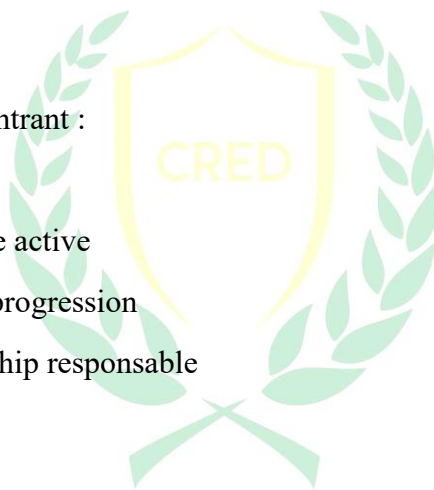 ntrant :
CRED
e active
progression
hip responsable